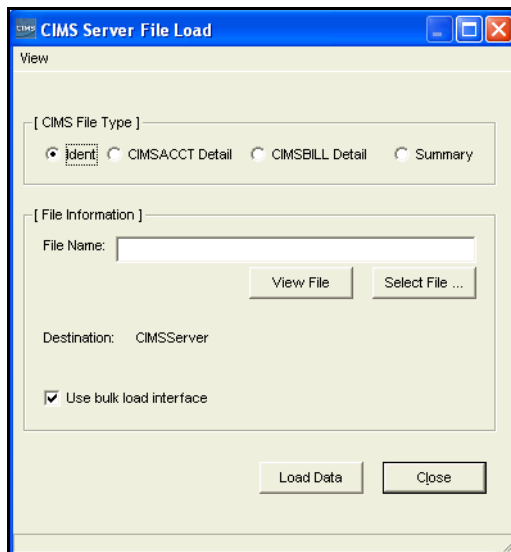 CIMS CIMS Server File Load
View
[ CIMS File Type ]
Ident CIMSACCT Detail CIMSBILL Detail Summary
[ File Information ]
File Name:
View File Select File ...
Destination: CIMSServer
Use bulk load interface
Load Data Close